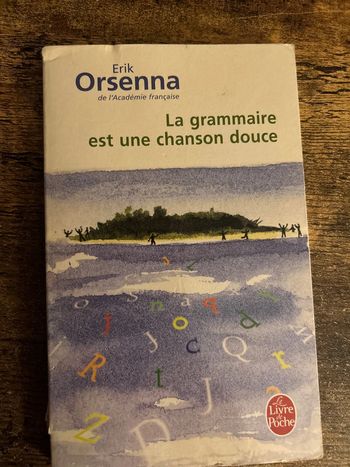 Erik
Orsenna
de l'Académie française
La grammaire
est une chanson douce
Le
Livre
de
Poche